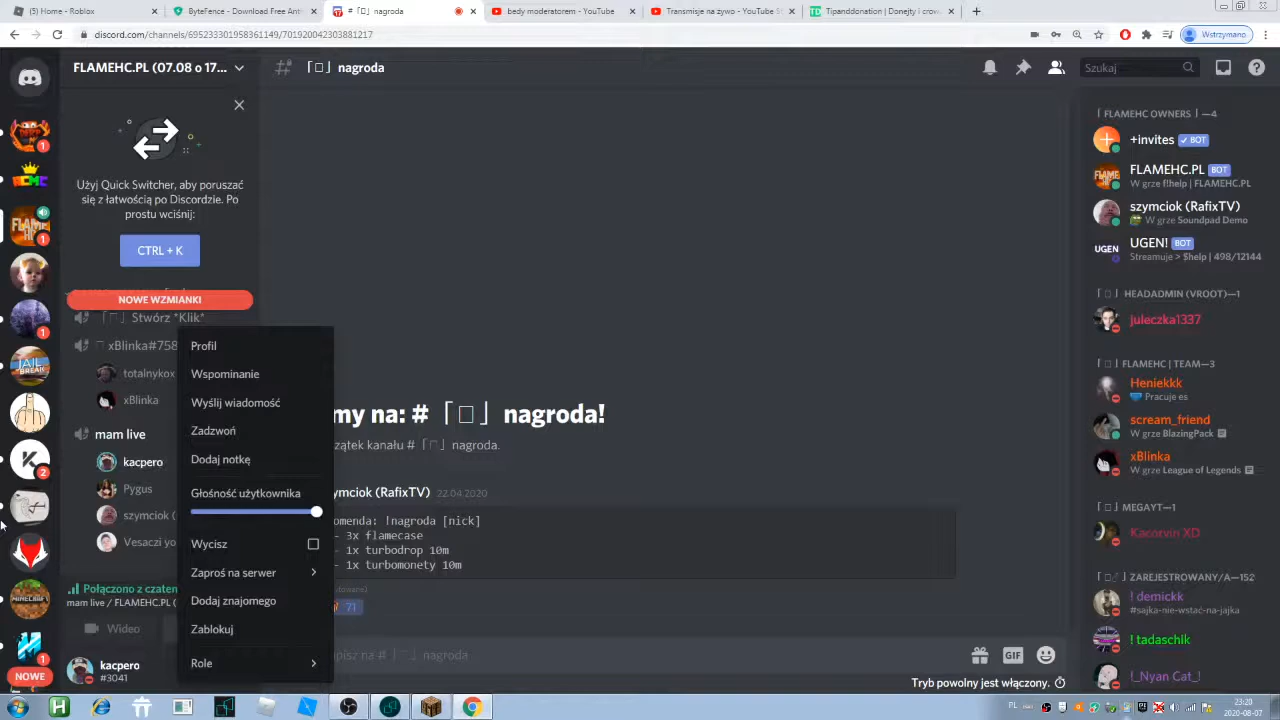 (5) Home - Roblox
ByteFence - Download Free Ant
# 「□」nagroda
bedy moderatorem - YouTube
Transmisje na żywo - YouTube S
Tipanddonation | Donejty i crow
discord.com/channels/695233301958361149/701920042303881217
Wstrzymano
FLAMEHC.PL (07.08 o 17...
「□」 nagroda
Szukaj
Użyj Quick Switcher, aby poruszać
się z łatwością po Discordzie. Po
prostu wciśnij:
CTRL + K
NOWE WZMIANKI
「□」 Stwórz *Klik*
xBlinka#758
totalnykox
xBlinka
mam live
kacpero
Pygus
szymciok (
Vesaczi yo
Połączono z czatem
mam live / FLAMEHC.PL (
Wideo
kacpero
#3041
NOWE
Profil
Wspominanie
Wyślij wiadomość
Zadzwoń
Dodaj notkę
Głośność użytkownika
Wycisz
Zaproś na serwer
Dodaj znajomego
Zablokuj
Role
my na: # 「□」 nagroda!
czątek kanału # 「□」 nagroda.
ymciok (RafixTV) 22.04.2020
omenda: !nagroda [nick]
- 3x flamecase
- 1x turbodrop 10m
- 1x turbomonety 10m
71
pisz na # 「□」 nagroda
GIF
Tryb powolny jest włączony.
「 FLAMEHC OWNERS 」—4
+invites BOT
FLAMEHC.PL BOT
W grze f!help | FLAMEHC.PL
szymciok (RafixTV)
W grze Soundpad Demo
UGEN
UGEN! BOT
Streamuje > $help | 498/12144
「□」 HEADADMIN (VROOT)—1
juleczka1337
「□」 FLAMEHC | TEAM—3
Heniekkk
Pracuje es
scream_friend
W grze BlazingPack
xBlinka
W grze League of Legends
「□」 MEGAYT—1
Kacorvin XD
「□」 ZAREJESTROWANY/A—152
! demickk
#sajka-nie-wstać-na-jajka
! tadaschik
!_Nyan Cat_!
PL
23:20
2020-08-07